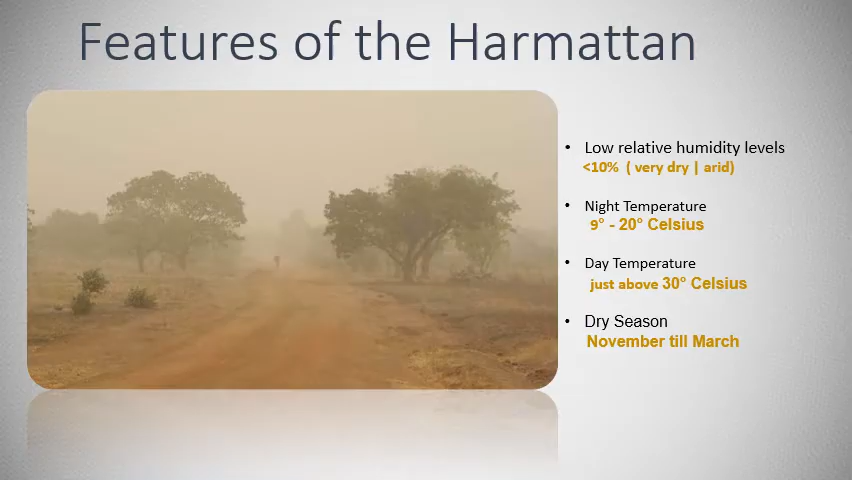 Features of the Harmattan
• Low relative humidity levels
<10% ( very dry | arid)
• Night Temperature
9° - 20° Celsius
• Day Temperature
just above 30° Celsius
• Dry Season
November till March